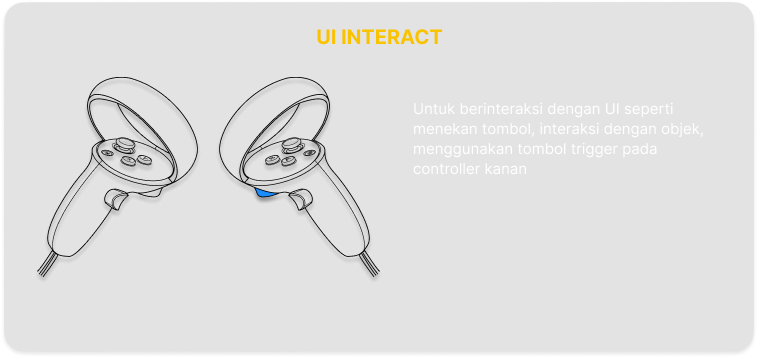 UI INTERACT
Untuk berinteraksi dengan UI seperti
menekan tombol, interaksi dengan objek,
menggunakan tombol trigger pada
controller kanan